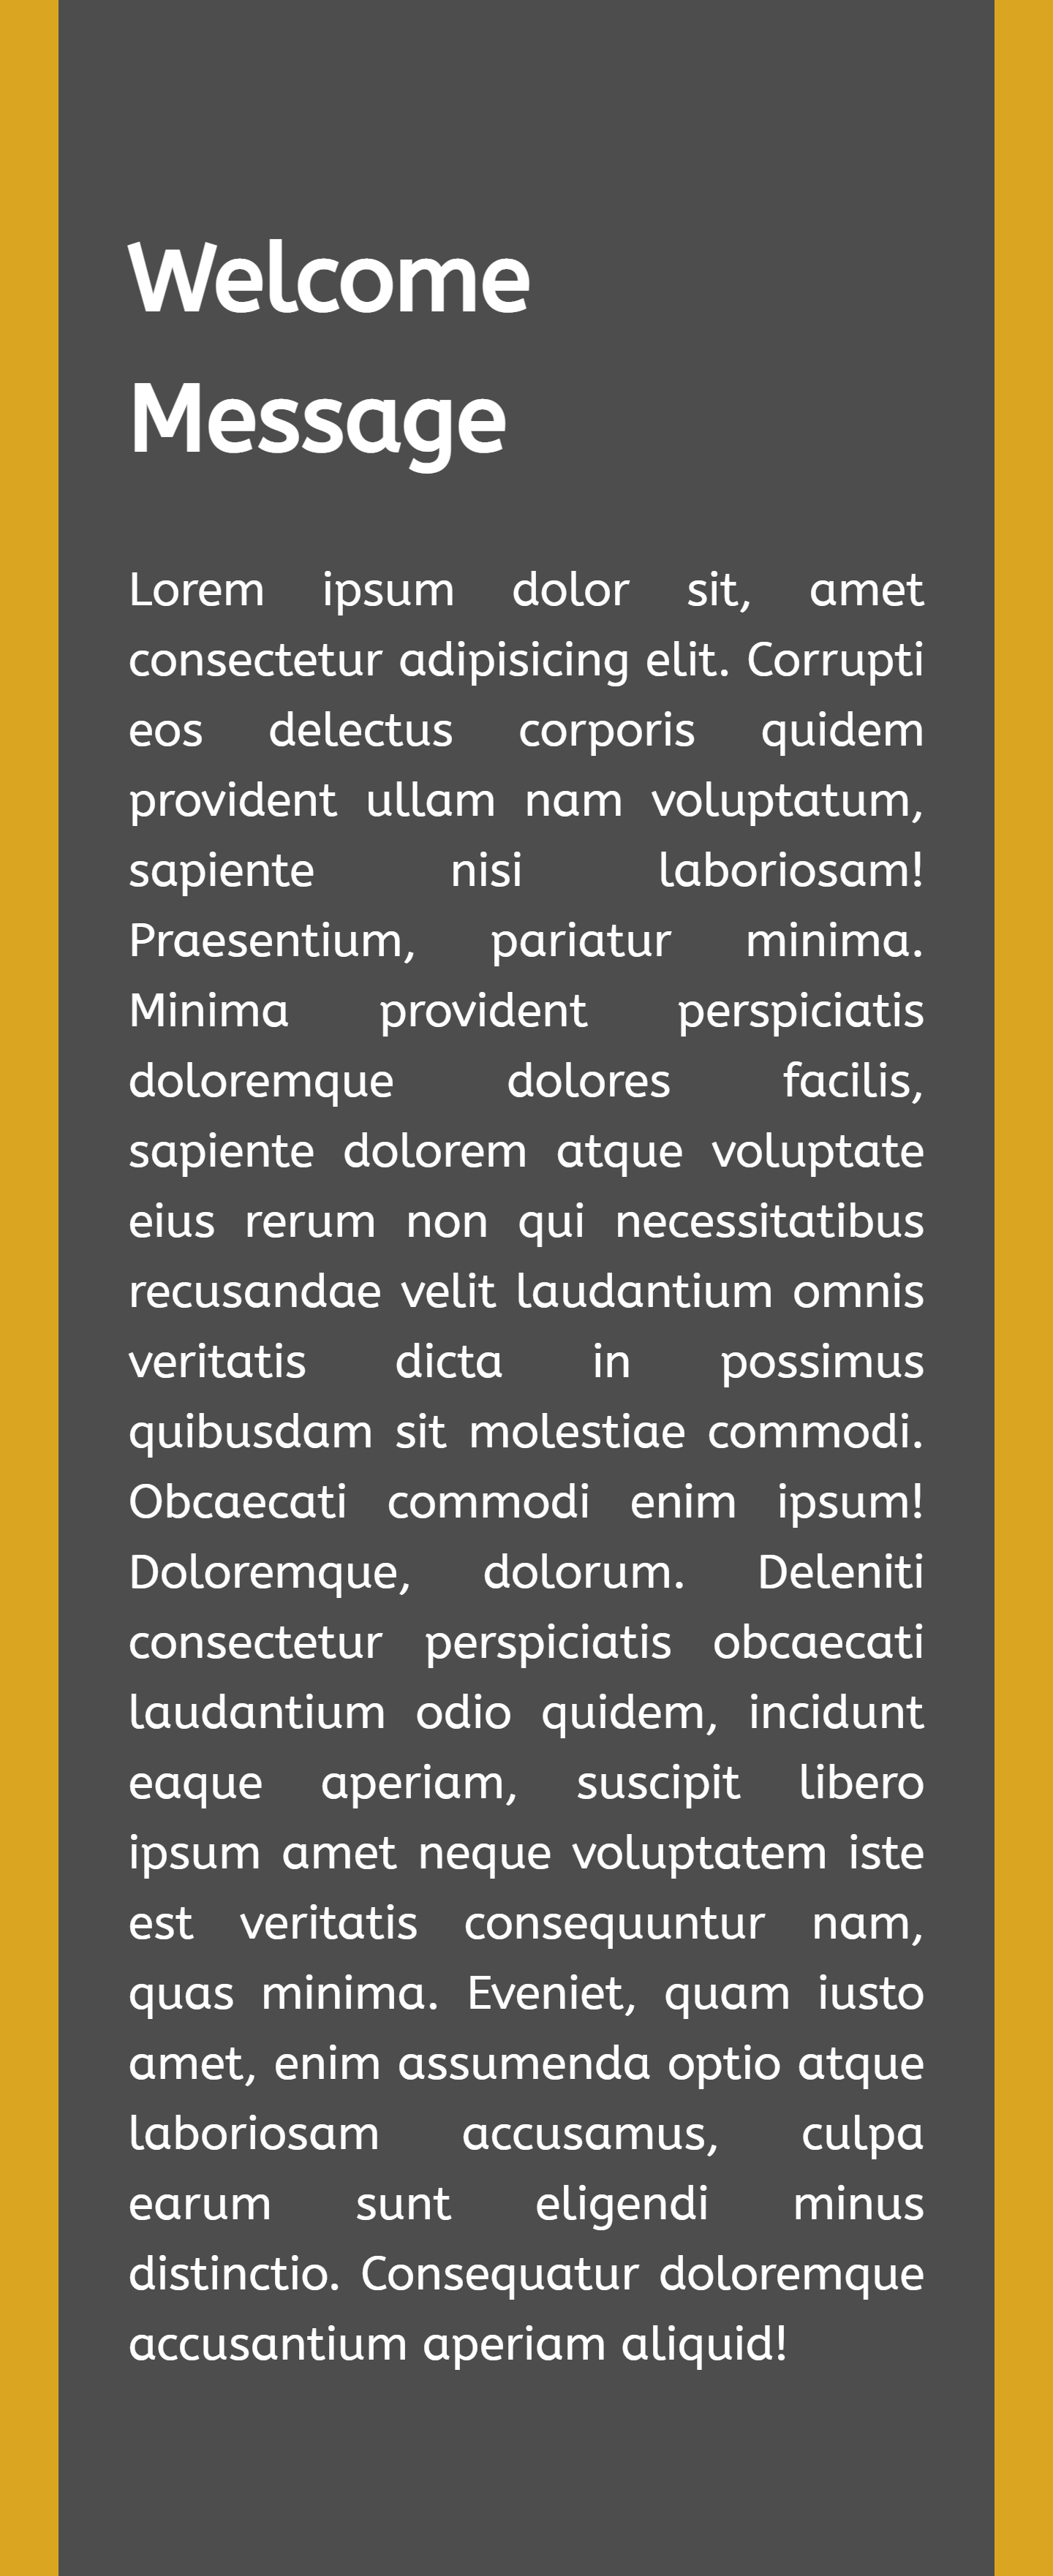 Welcome
Message
Lorem ipsum dolor sit, amet
consectetur adipisicing elit. Corrupti
eos delectus corporis quidem
provident ullam nam voluptatum,
sapiente nisi laboriosam!
Praesentium, pariatur minima.
Minima provident perspiciatis
doloremque dolores facilis,
sapiente dolorem atque voluptate
eius rerum non qui necessitatibus
recusandae velit laudantium omnis
veritatis dicta in possimus
quibusdam sit molestiae commodi.
Obcaecati commodi enim ipsum!
Doloremque, dolorum. Deleniti
consectetur perspiciatis obcaecati
laudantium odio quidem, incidunt
eaque aperiam, suscipit libero
ipsum amet neque voluptatem iste
est veritatis consequuntur nam,
quas minima. Eveniet, quam iusto
amet, enim assumenda optio atque
laboriosam accusamus, culpa
earum sunt eligendi minus
distinctio. Consequatur doloremque
accusantium aperiam aliquid!